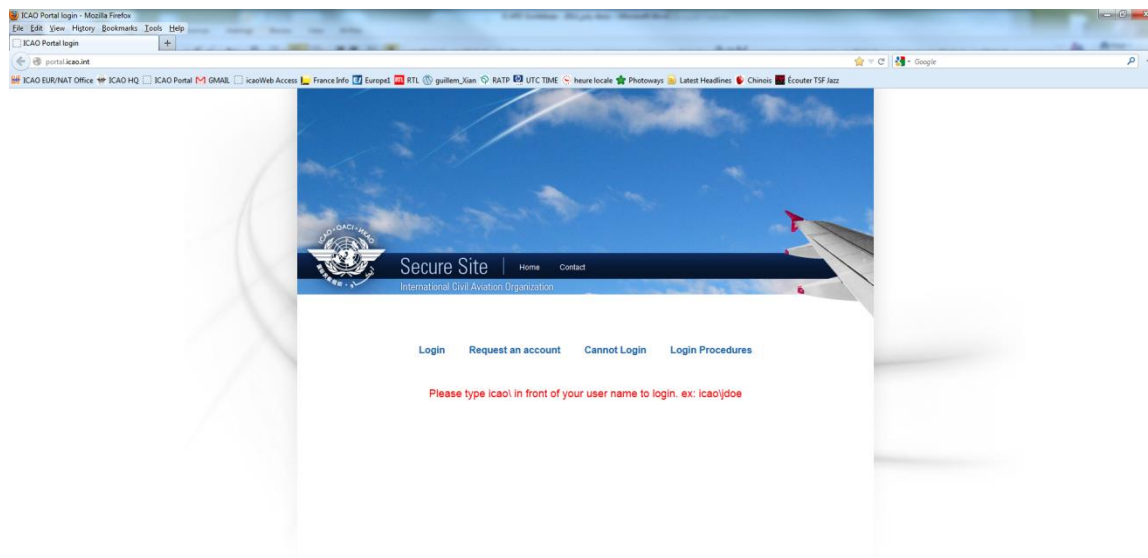 ICAO Portal login - Mozilla Firefox
File Edit View History Bookmarks Tools Help
ICAO Portal login +
portal.icao.int Google
ICAO EUR/NAT Office ICAO HQ ICAO Portal GMAIL icaoWeb Access France Info Europe1 RTL guillem_Xian RATP UTC TIME heure locale Photoways Latest Headlines Chinois Écouter TSF Jazz
ICAO · OACI · ИКАО
Secure Site | Home Contact
International Civil Aviation Organization
Login Request an account Cannot Login Login Procedures
Please type icao\ in front of your user name to login. ex: icao\jdoe